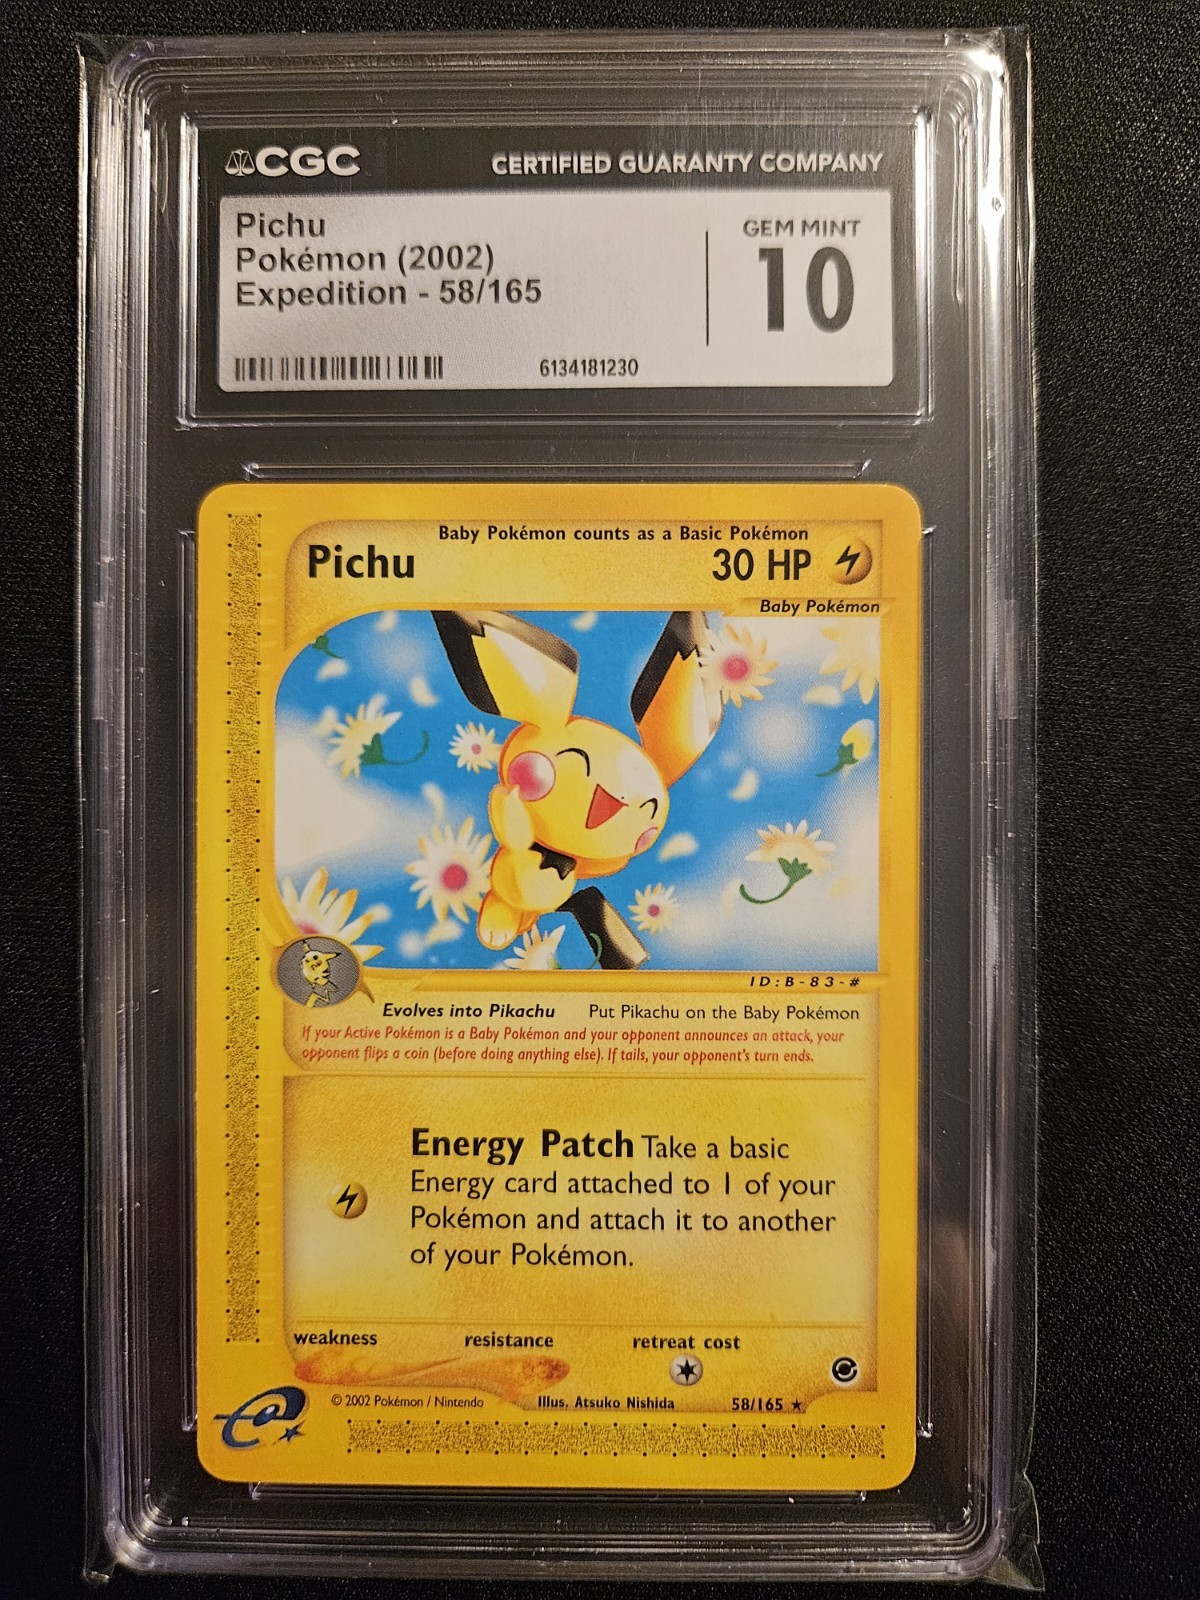 CGC CERTIFIED GUARANTY COMPANY
Pichu
Pokémon (2002)
Expedition - 58/165
GEM MINT
10
6134181230
Baby Pokémon counts as a Basic Pokémon
Pichu 30 HP
Baby Pokémon
ID:B-83-#
Evolves into Pikachu Put Pikachu on the Baby Pokémon
If your Active Pokémon is a Baby Pokémon and your opponent announces an attack, your
opponent flips a coin (before doing anything else). If tails, your opponent's turn ends.
Energy Patch Take a basic
Energy card attached to 1 of your
Pokémon and attach it to another
of your Pokémon.
weakness resistance retreat cost
© 2002 Pokémon / Nintendo Illus. Atsuko Nishida 58/165 ★
e